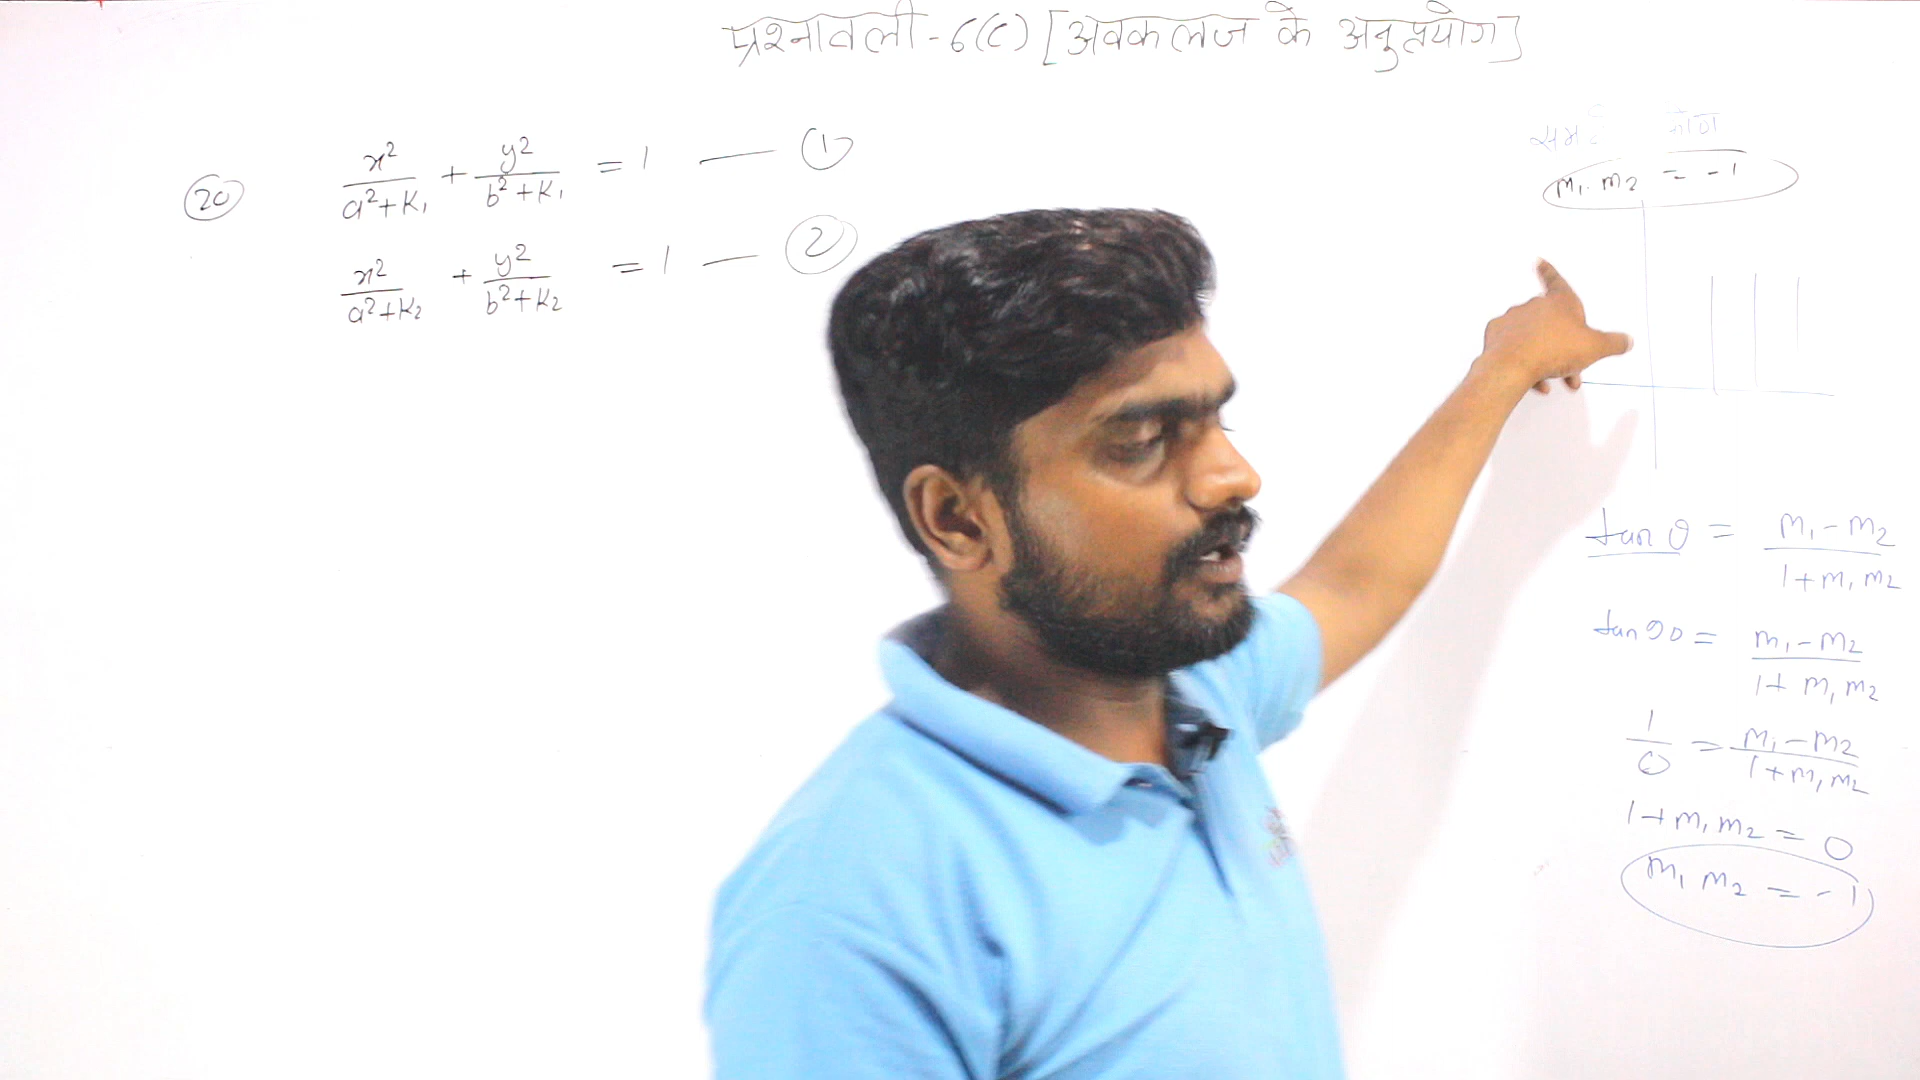 प्रश्नावली-6(C) [अवकलज के अनुप्रयोग]
(20) x²/(a²+K₁) + y²/(b²+K₁) = 1 — (1)
x²/(a²+K₂) + y²/(b²+K₂) = 1 — (2)
m₁.m₂ = -1
tan θ = (m₁-m₂)/(1+m₁m₂)
tan 90 = (m₁-m₂)/(1+m₁m₂)
1/0 = (m₁-m₂)/(1+m₁m₂)
1+m₁m₂ = 0
m₁m₂ = -1